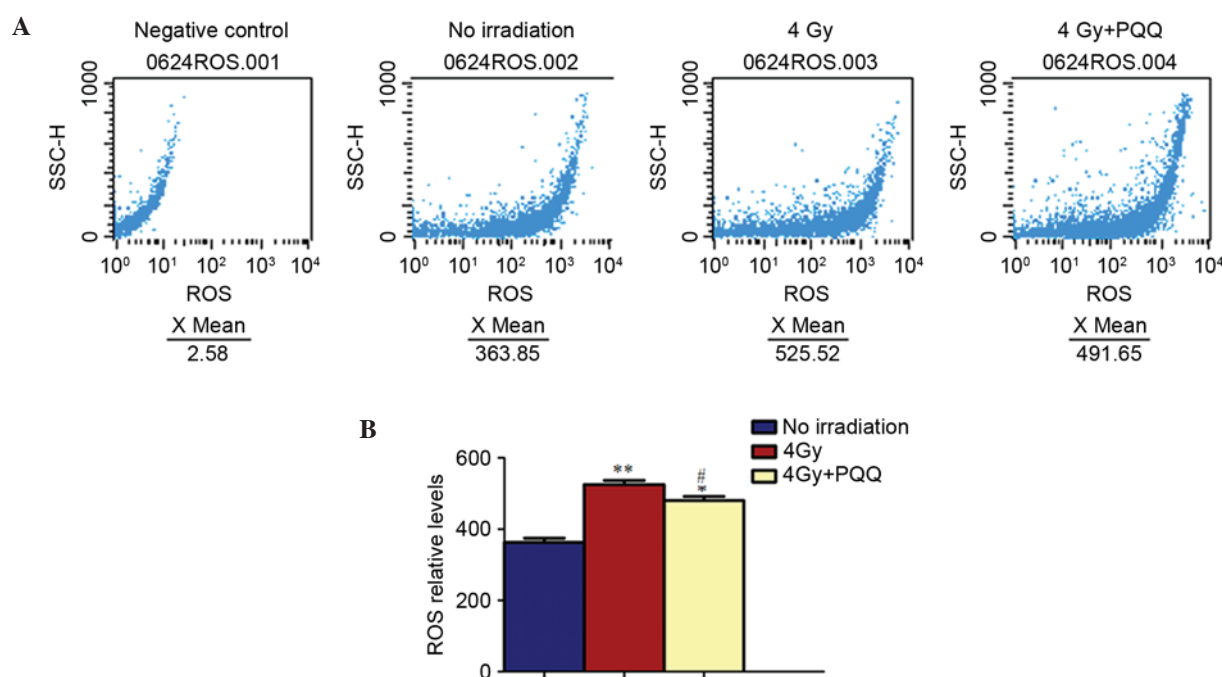 A
Negative control
No irradiation
4 Gy
4 Gy+PQQ
0624ROS.001
0624ROS.002
0624ROS.003
0624ROS.004
1000
SSC-H
0
10⁰ 10¹ 10² 10³ 10⁴
ROS
X Mean
2.58
1000
SSC-H
0
10⁰ 10¹ 10² 10³ 10⁴
ROS
X Mean
363.85
1000
SSC-H
0
10⁰ 10¹ 10² 10³ 10⁴
ROS
X Mean
525.52
1000
SSC-H
0
10⁰ 10¹ 10² 10³ 10⁴
ROS
X Mean
491.65
B
No irradiation
4Gy
4Gy+PQQ
ROS relative levels
600
400
200
0
**
#
*